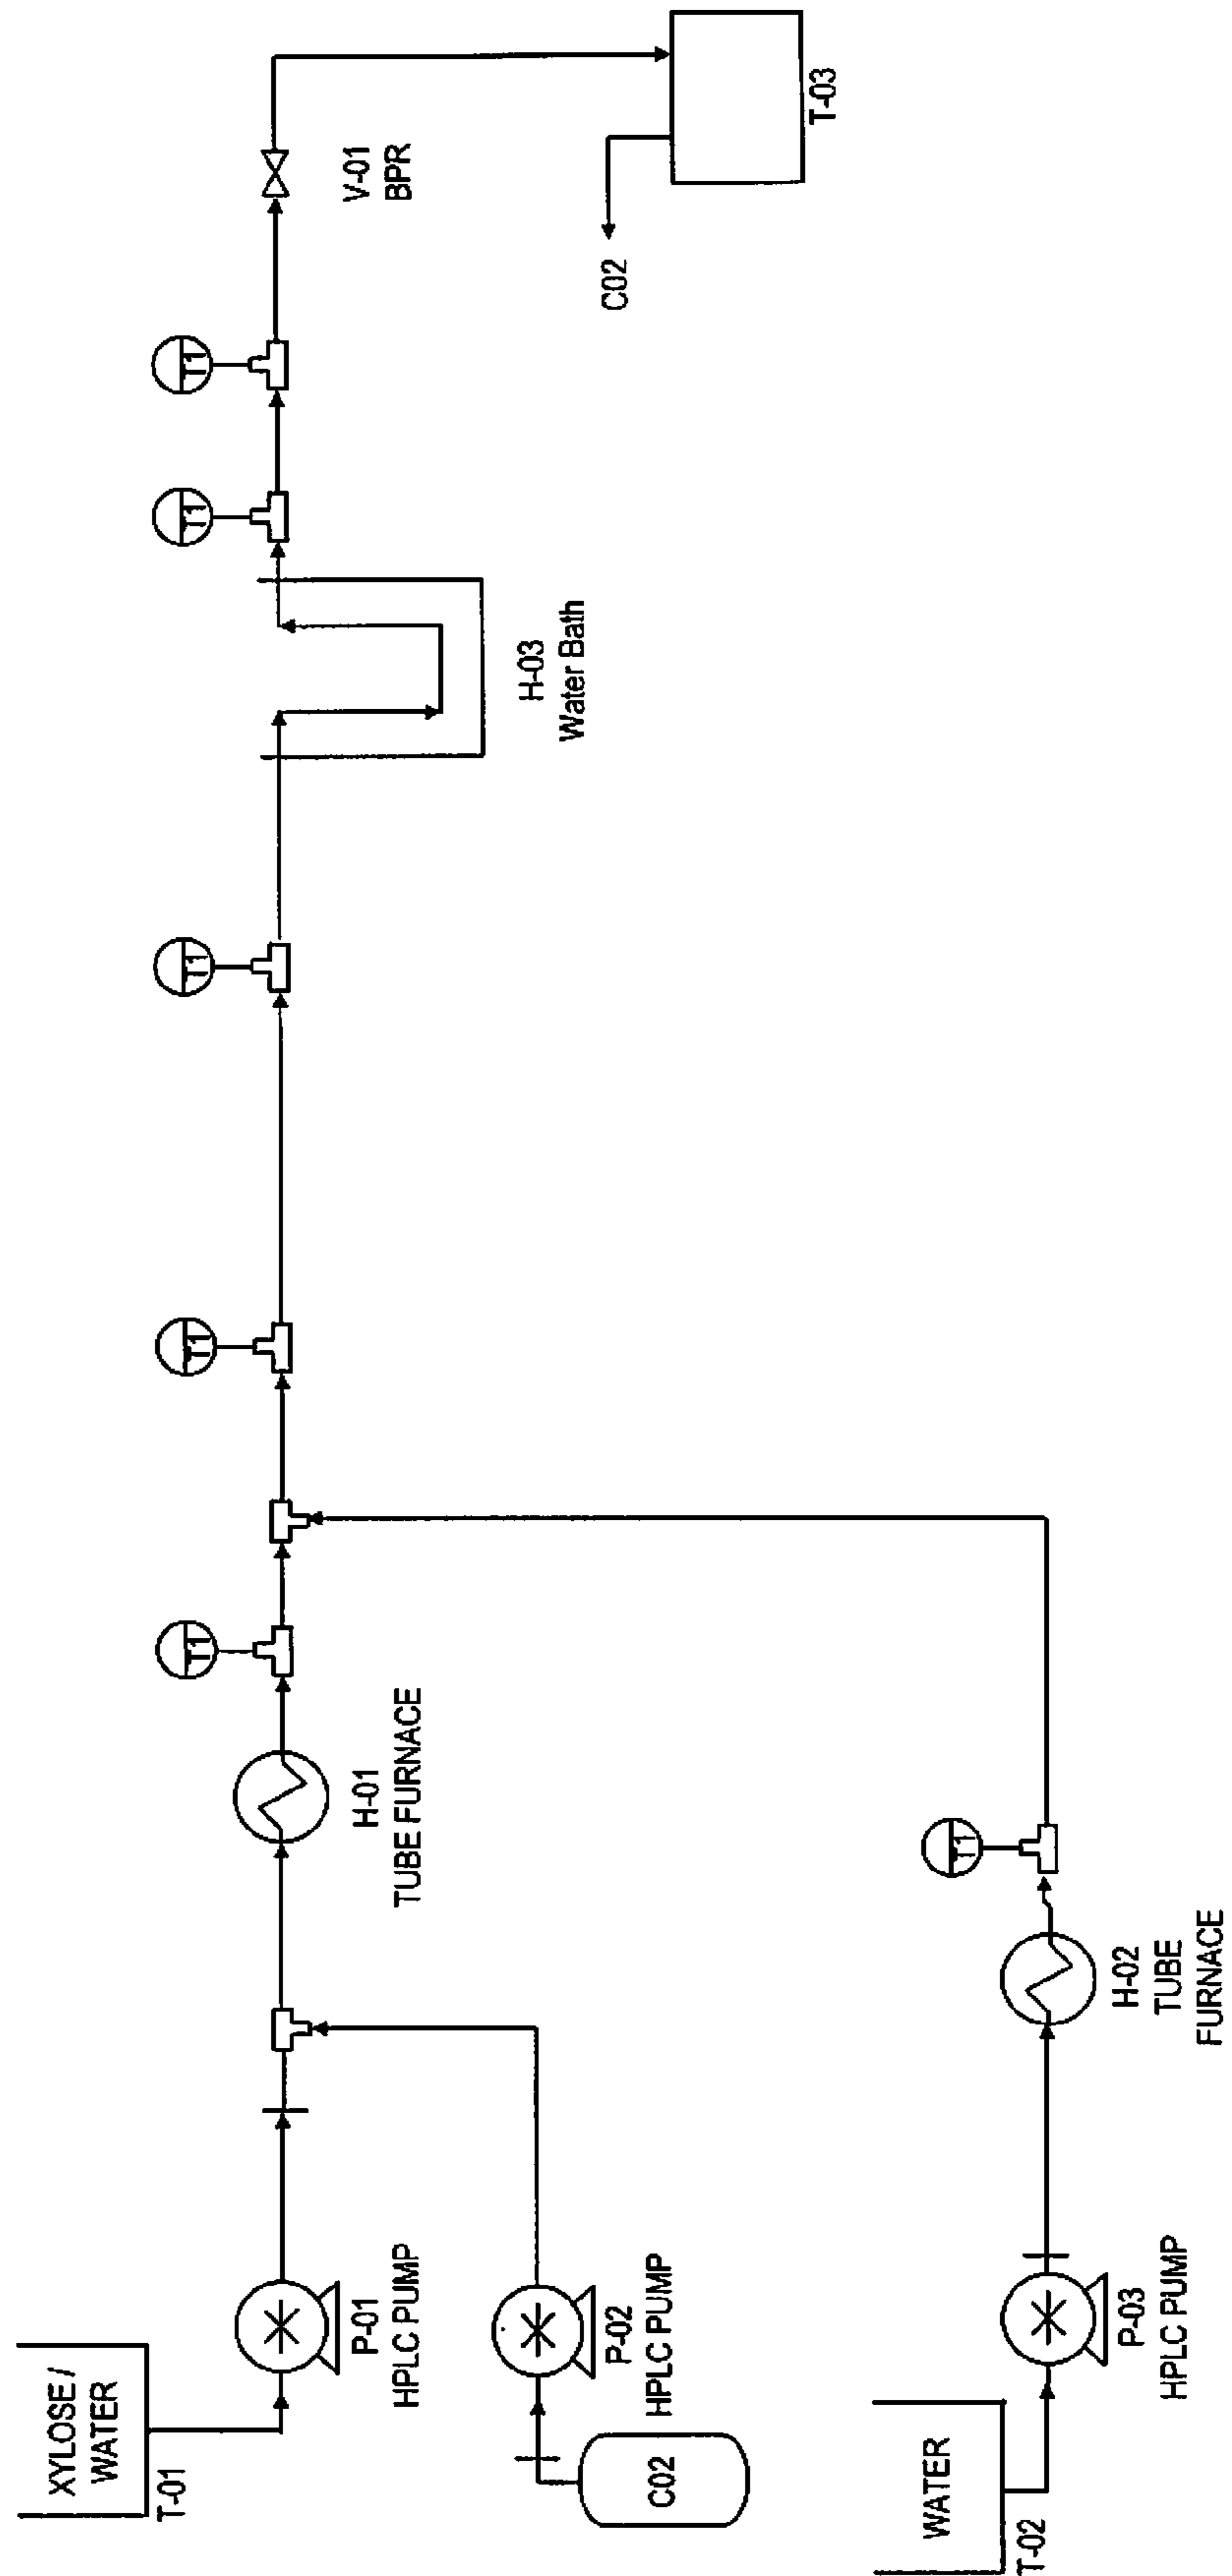 XYLOSE /
WATER
T-01
T1
T1
T1
T1
T1
P-01
HPLC PUMP
H-01
TUBE FURNACE
V-01
BPR
H-03
Water Bath
C02
P-02
HPLC PUMP
C02
T-03
WATER
T-02
T1
P-03
HPLC PUMP
H-02
TUBE
FURNACE